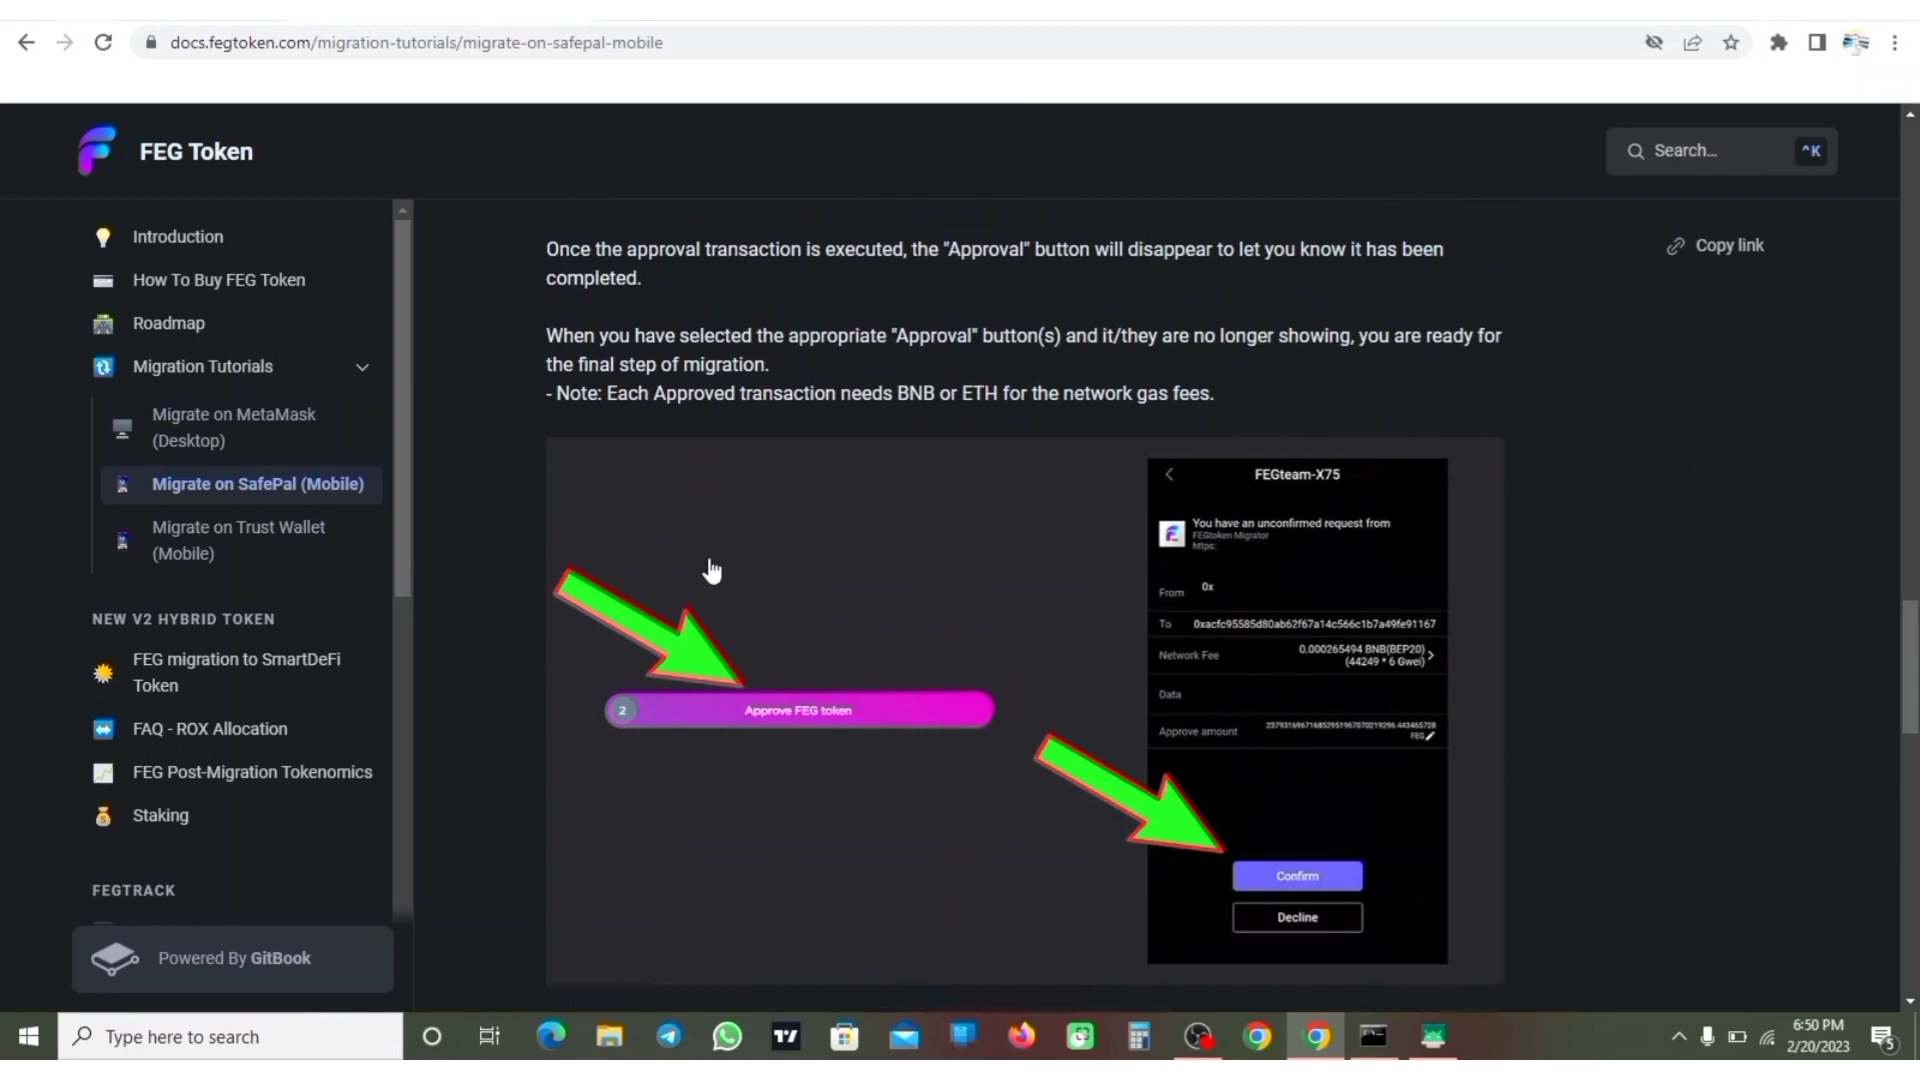 docs.fegtoken.com/migration-tutorials/migrate-on-safepal-mobile
FEG Token
Search...
^K
Introduction
How To Buy FEG Token
Roadmap
Migration Tutorials
Migrate on MetaMask
(Desktop)
Migrate on SafePal (Mobile)
Migrate on Trust Wallet
(Mobile)
NEW V2 HYBRID TOKEN
FEG migration to SmartDeFi
Token
FAQ - ROX Allocation
FEG Post-Migration Tokenomics
Staking
FEGTRACK
Powered By GitBook
Once the approval transaction is executed, the "Approval" button will disappear to let you know it has been
completed.
When you have selected the appropriate "Approval" button(s) and it/they are no longer showing, you are ready for
the final step of migration.
- Note: Each Approved transaction needs BNB or ETH for the network gas fees.
Copy link
2
Approve FEG token
FEGteam-X75
You have an unconfirmed request from
FEGtoken Migrator
https:
From 0x
To 0xacfc95585d80ab62f67a14c566c1b7a49fe91167
Network Fee 0.000265494 BNB(BEP20)
(44249 * 6 Gwei)
Data
Approve amount
FEG
Confirm
Decline
Type here to search
6:50 PM
2/20/2023
5